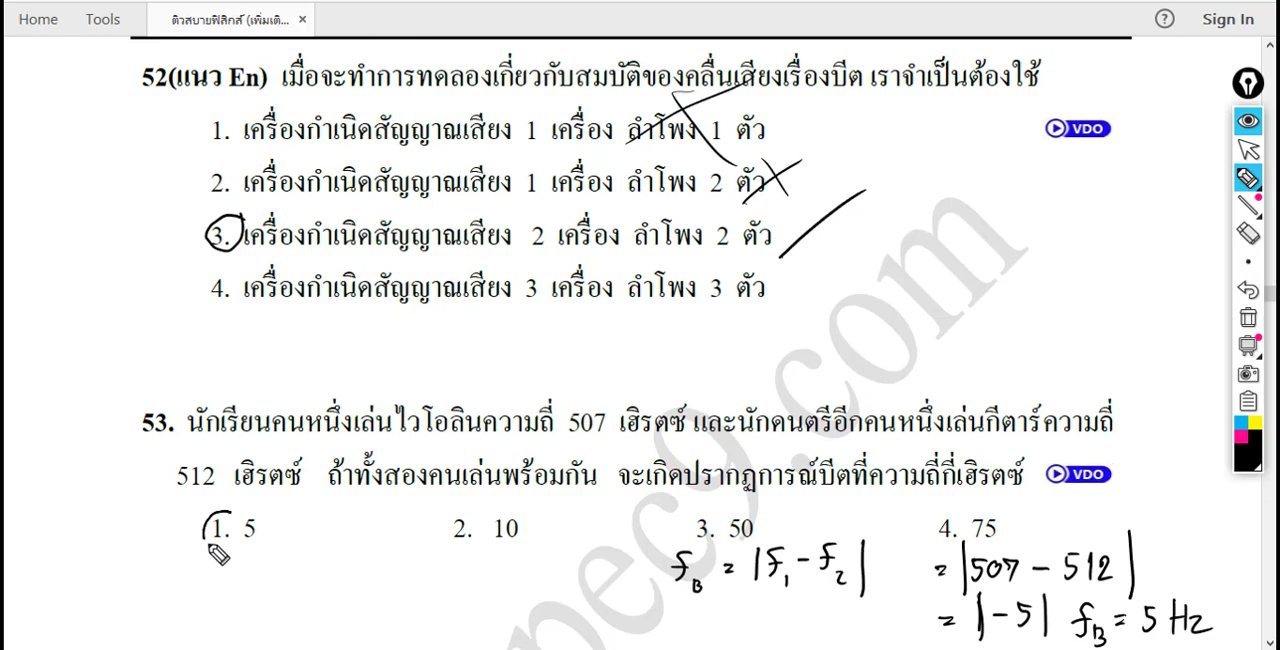 Home Tools ติวสบายฟิสิกส์ (เพิ่มเติ... × ? Sign In
52(แนว En) เมื่อจะทำการทดลองเกี่ยวกับสมบัติของคลื่นเสียงเรื่องบีต เราจำเป็นต้องใช้
1. เครื่องกำเนิดสัญญาณเสียง 1 เครื่อง ลำโพง 1 ตัว
VDO
2. เครื่องกำเนิดสัญญาณเสียง 1 เครื่อง ลำโพง 2 ตัว
3. เครื่องกำเนิดสัญญาณเสียง 2 เครื่อง ลำโพง 2 ตัว
4. เครื่องกำเนิดสัญญาณเสียง 3 เครื่อง ลำโพง 3 ตัว
53. นักเรียนคนหนึ่งเล่นไวโอลินความถี่ 507 เฮิรตซ์ และนักดนตรีอีกคนหนึ่งเล่นกีตาร์ความถี่
512 เฮิรตซ์ ถ้าทั้งสองคนเล่นพร้อมกัน จะเกิดปรากฏการณ์บีตที่ความถี่กี่เฮิรตซ์ VDO
1. 5 2. 10 3. 50 4. 75
f_B = |f_1 - f_2| = |507 - 512|
= |-5| f_B = 5 Hz
pec9.com